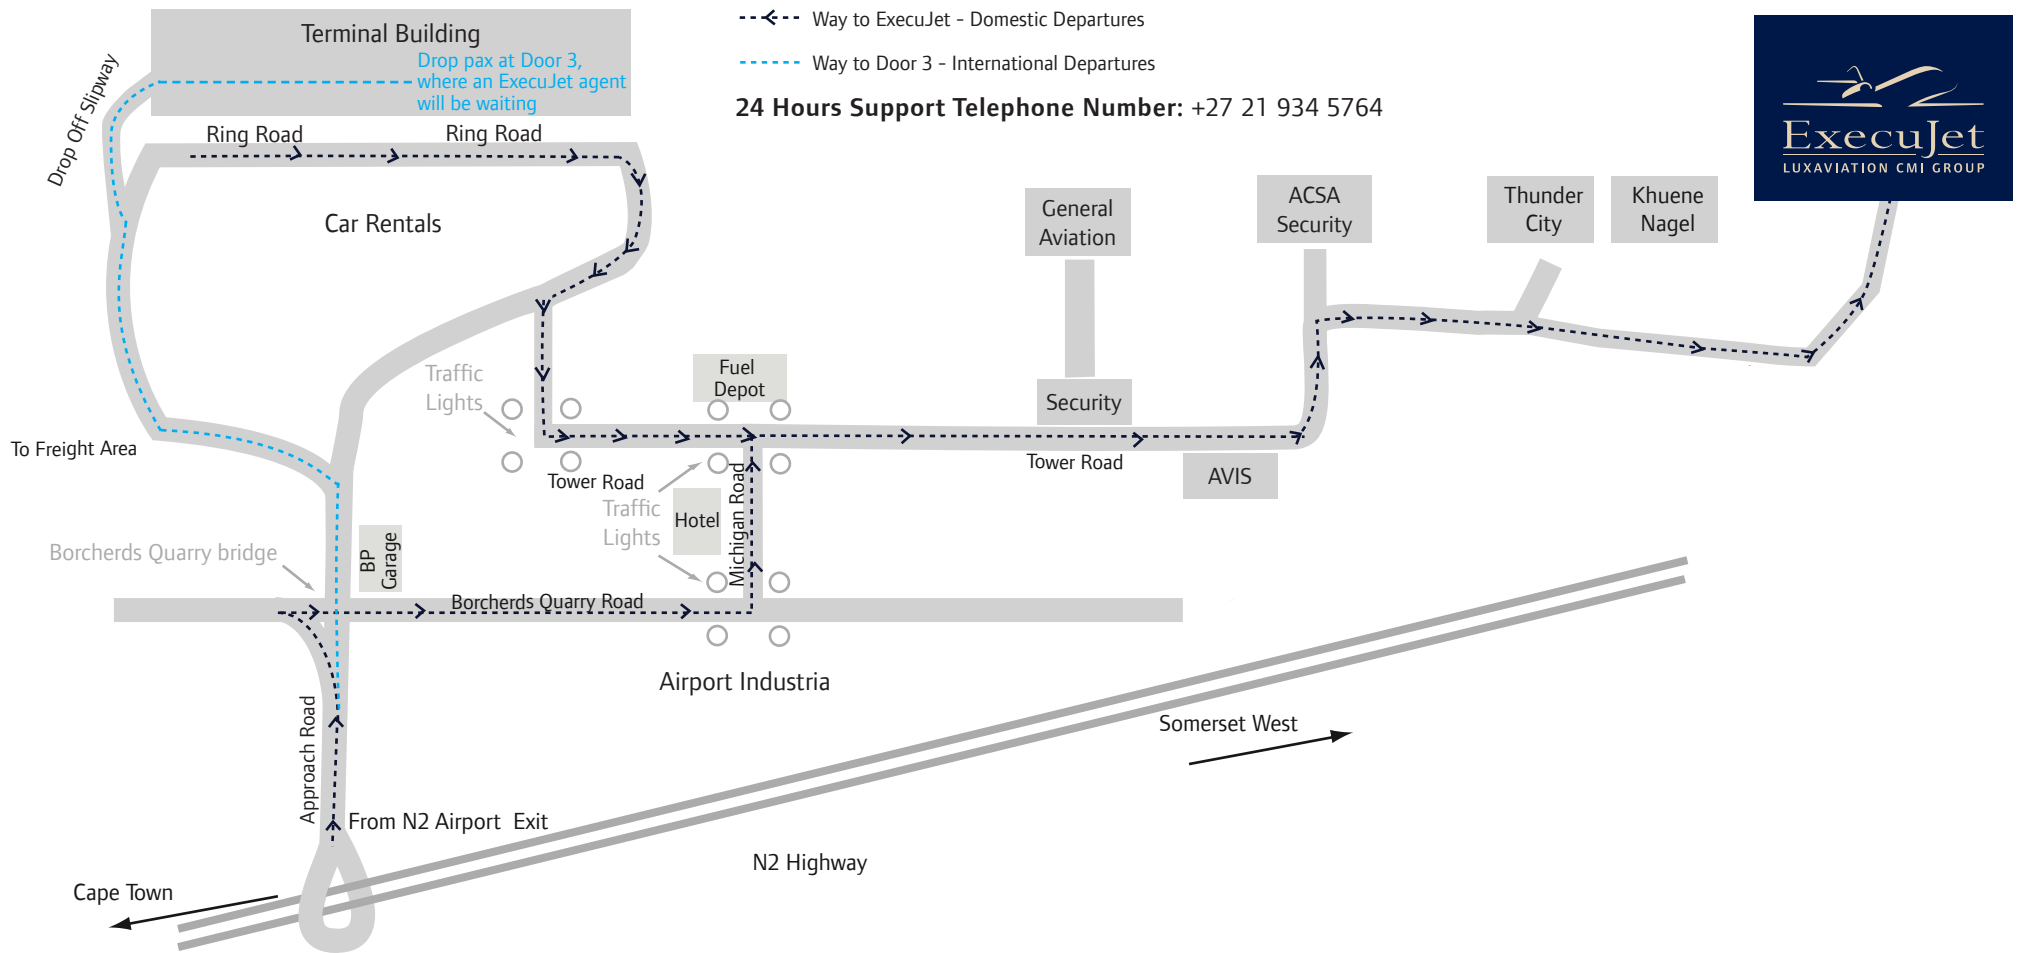 Terminal Building
Drop pax at Door 3,
where an ExecuJet agent
will be waiting
Way to ExecuJet - Domestic Departures
Way to Door 3 - International Departures
24 Hours Support Telephone Number: +27 21 934 5764
ExecuJet
LUXAVIATION CMI GROUP
Drop Off Slipway
Ring Road
Ring Road
Car Rentals
General
Aviation
ACSA
Security
Thunder
City
Khuene
Nagel
Traffic
Lights
Fuel
Depot
Security
To Freight Area
Tower Road
Tower Road
AVIS
Traffic
Lights
Hotel
Michigan Road
Borcherds Quarry bridge
BP
Garage
Borcherds Quarry Road
Airport Industria
Approach Road
Somerset West
From N2 Airport Exit
N2 Highway
Cape Town